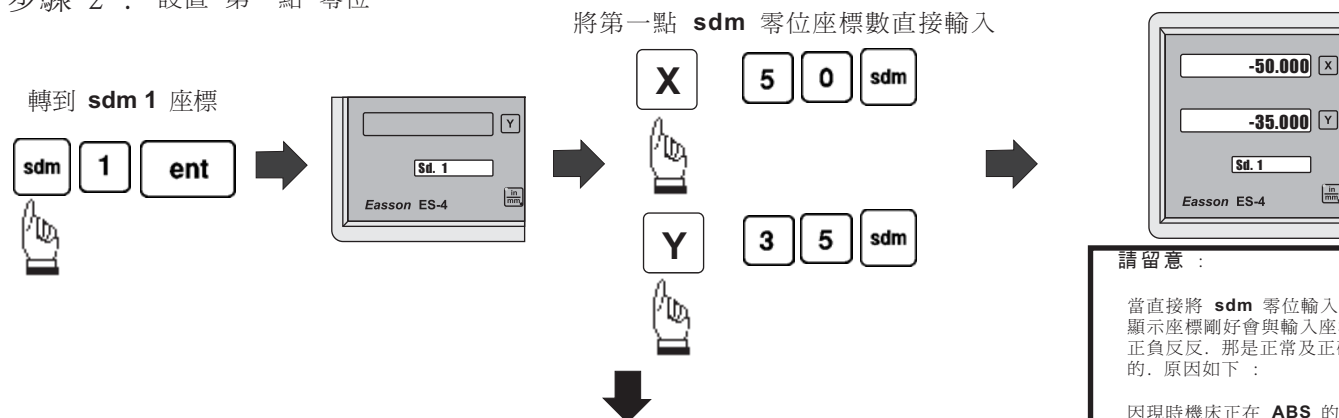 步驟 2 : 設置 第一點 零位
將第一點 sdm 零位座標數直接輸入
轉到 sdm 1 座標
sdm 1 ent
Y
Sd. 1
in
mm
Easson ES-4
X 5 0 sdm
Y 3 5 sdm
-50.000 X
-35.000 Y
Sd. 1
in
mm
Easson ES-4
請留意 :
當直接將 sdm 零位輸入
顯示座標剛好會與輸入座
正負反反. 那是正常及正
的. 原因如下 :
因現時機床正在 ABS 的